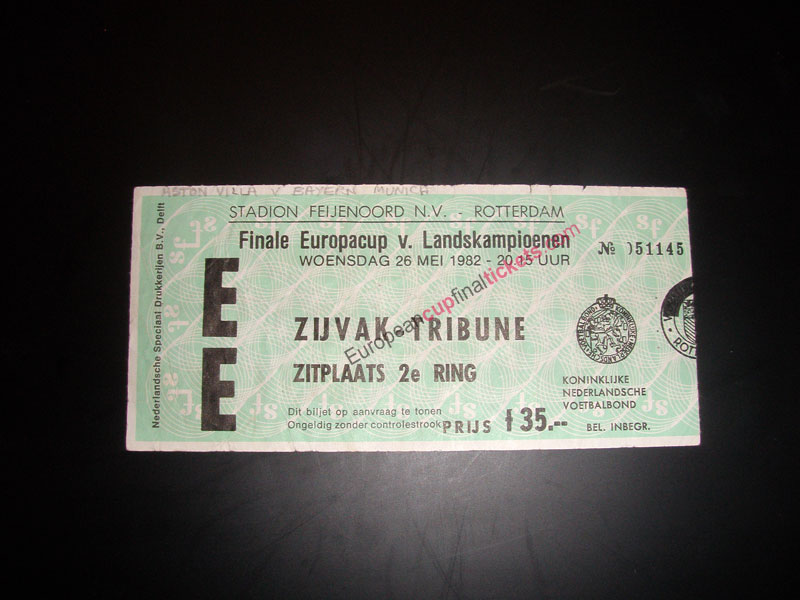 ASTON VILLA V BAYERN MUNICH
STADION FEIJENOORD N.V. - ROTTERDAM
Finale Europacup v. Landskampioenen
WOENSDAG 26 MEI 1982 - 20.15 UUR
№ 051145
E
E
ZIJVAK-TRIBUNE
ZITPLAATS 2e RING
Dit biljet op aanvraag te tonen
Ongeldig zonder controlestrook
PRIJS f 35.--
KONINKLIJKE
NEDERLANDSCHE
VOETBALBOND
BEL. INBEGR.
Nederlandsche Speciaal Drukkerijen B.V., Delft
Europeancupfinaltickets.com